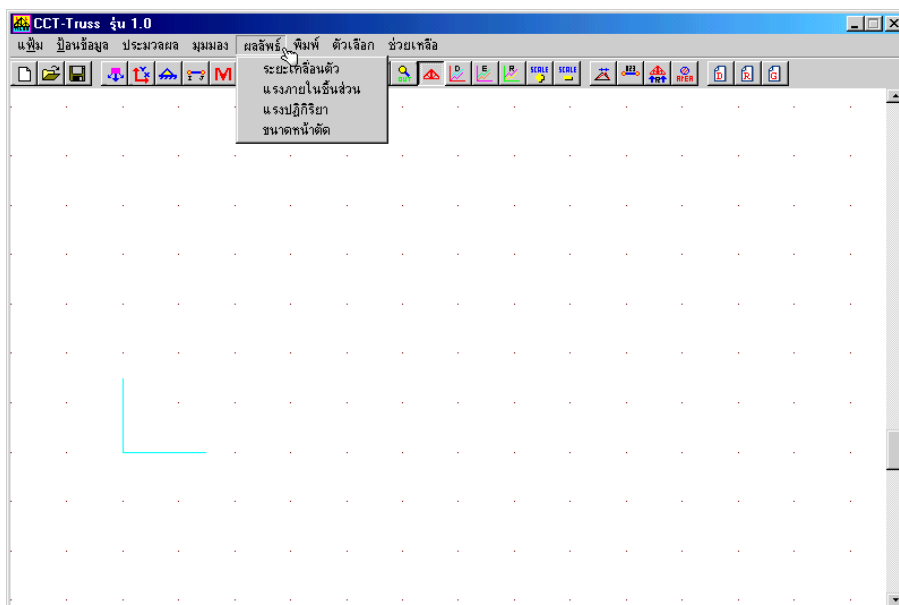 CCT-Truss รุ่น 1.0
แฟ้ม ป้อนข้อมูล ประมวลผล มุมมอง ผลลัพธ์ พิมพ์ ตัวเลือก ช่วยเหลือ
M OUT D. E. R. SCALE SCALE 123 AREA D R G
ระยะเคลื่อนตัว
แรงภายในชิ้นส่วน
แรงปฏิกิริยา
ขนาดหน้าตัด